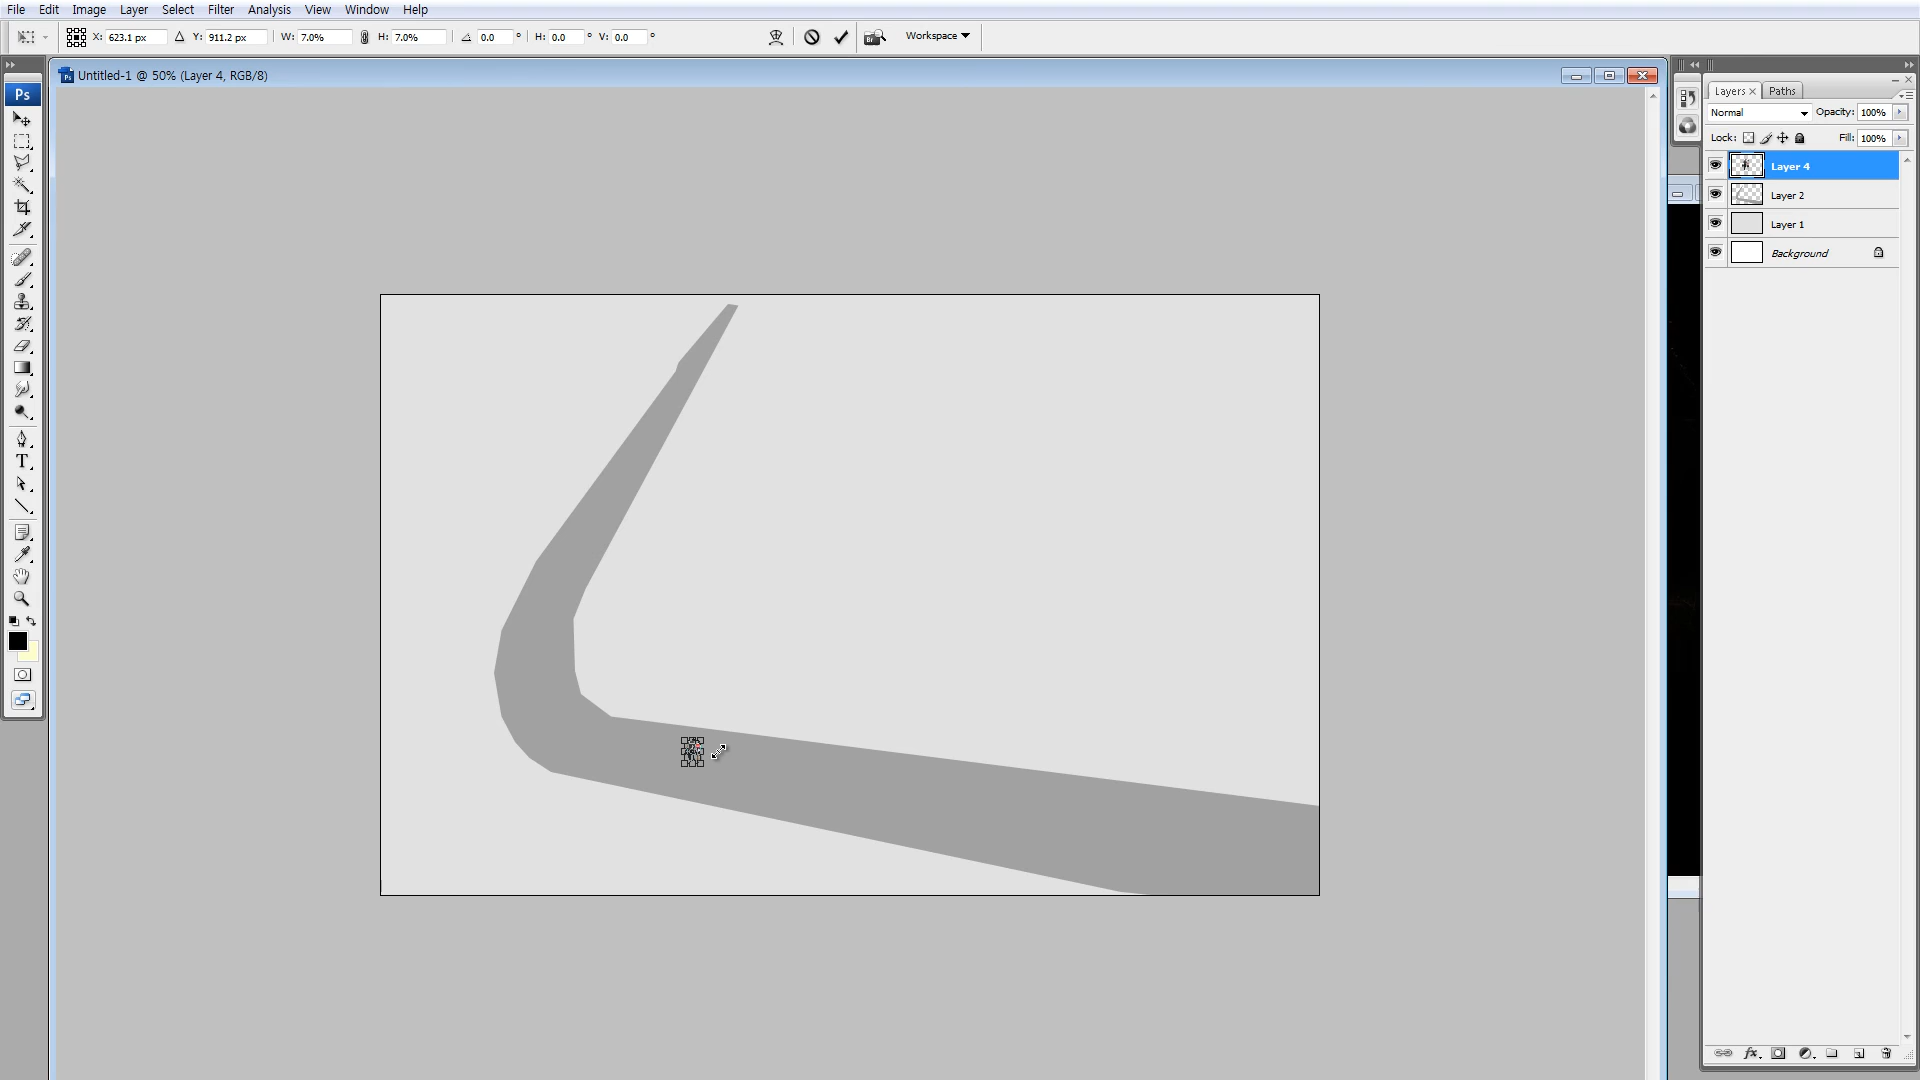 File Edit Image Layer Select Filter Analysis View Window Help
X: 623.1 px Y: 911.2 px W: 7.0% H: 7.0% 0.0 ° H: 0.0 ° V: 0.0 ° Workspace
Ps Untitled-1 @ 50% (Layer 4, RGB/8)
Ps
Layers Paths
Normal Opacity: 100%
Lock: Fill: 100%
Layer 4
Layer 2
Layer 1
Background
T
fx